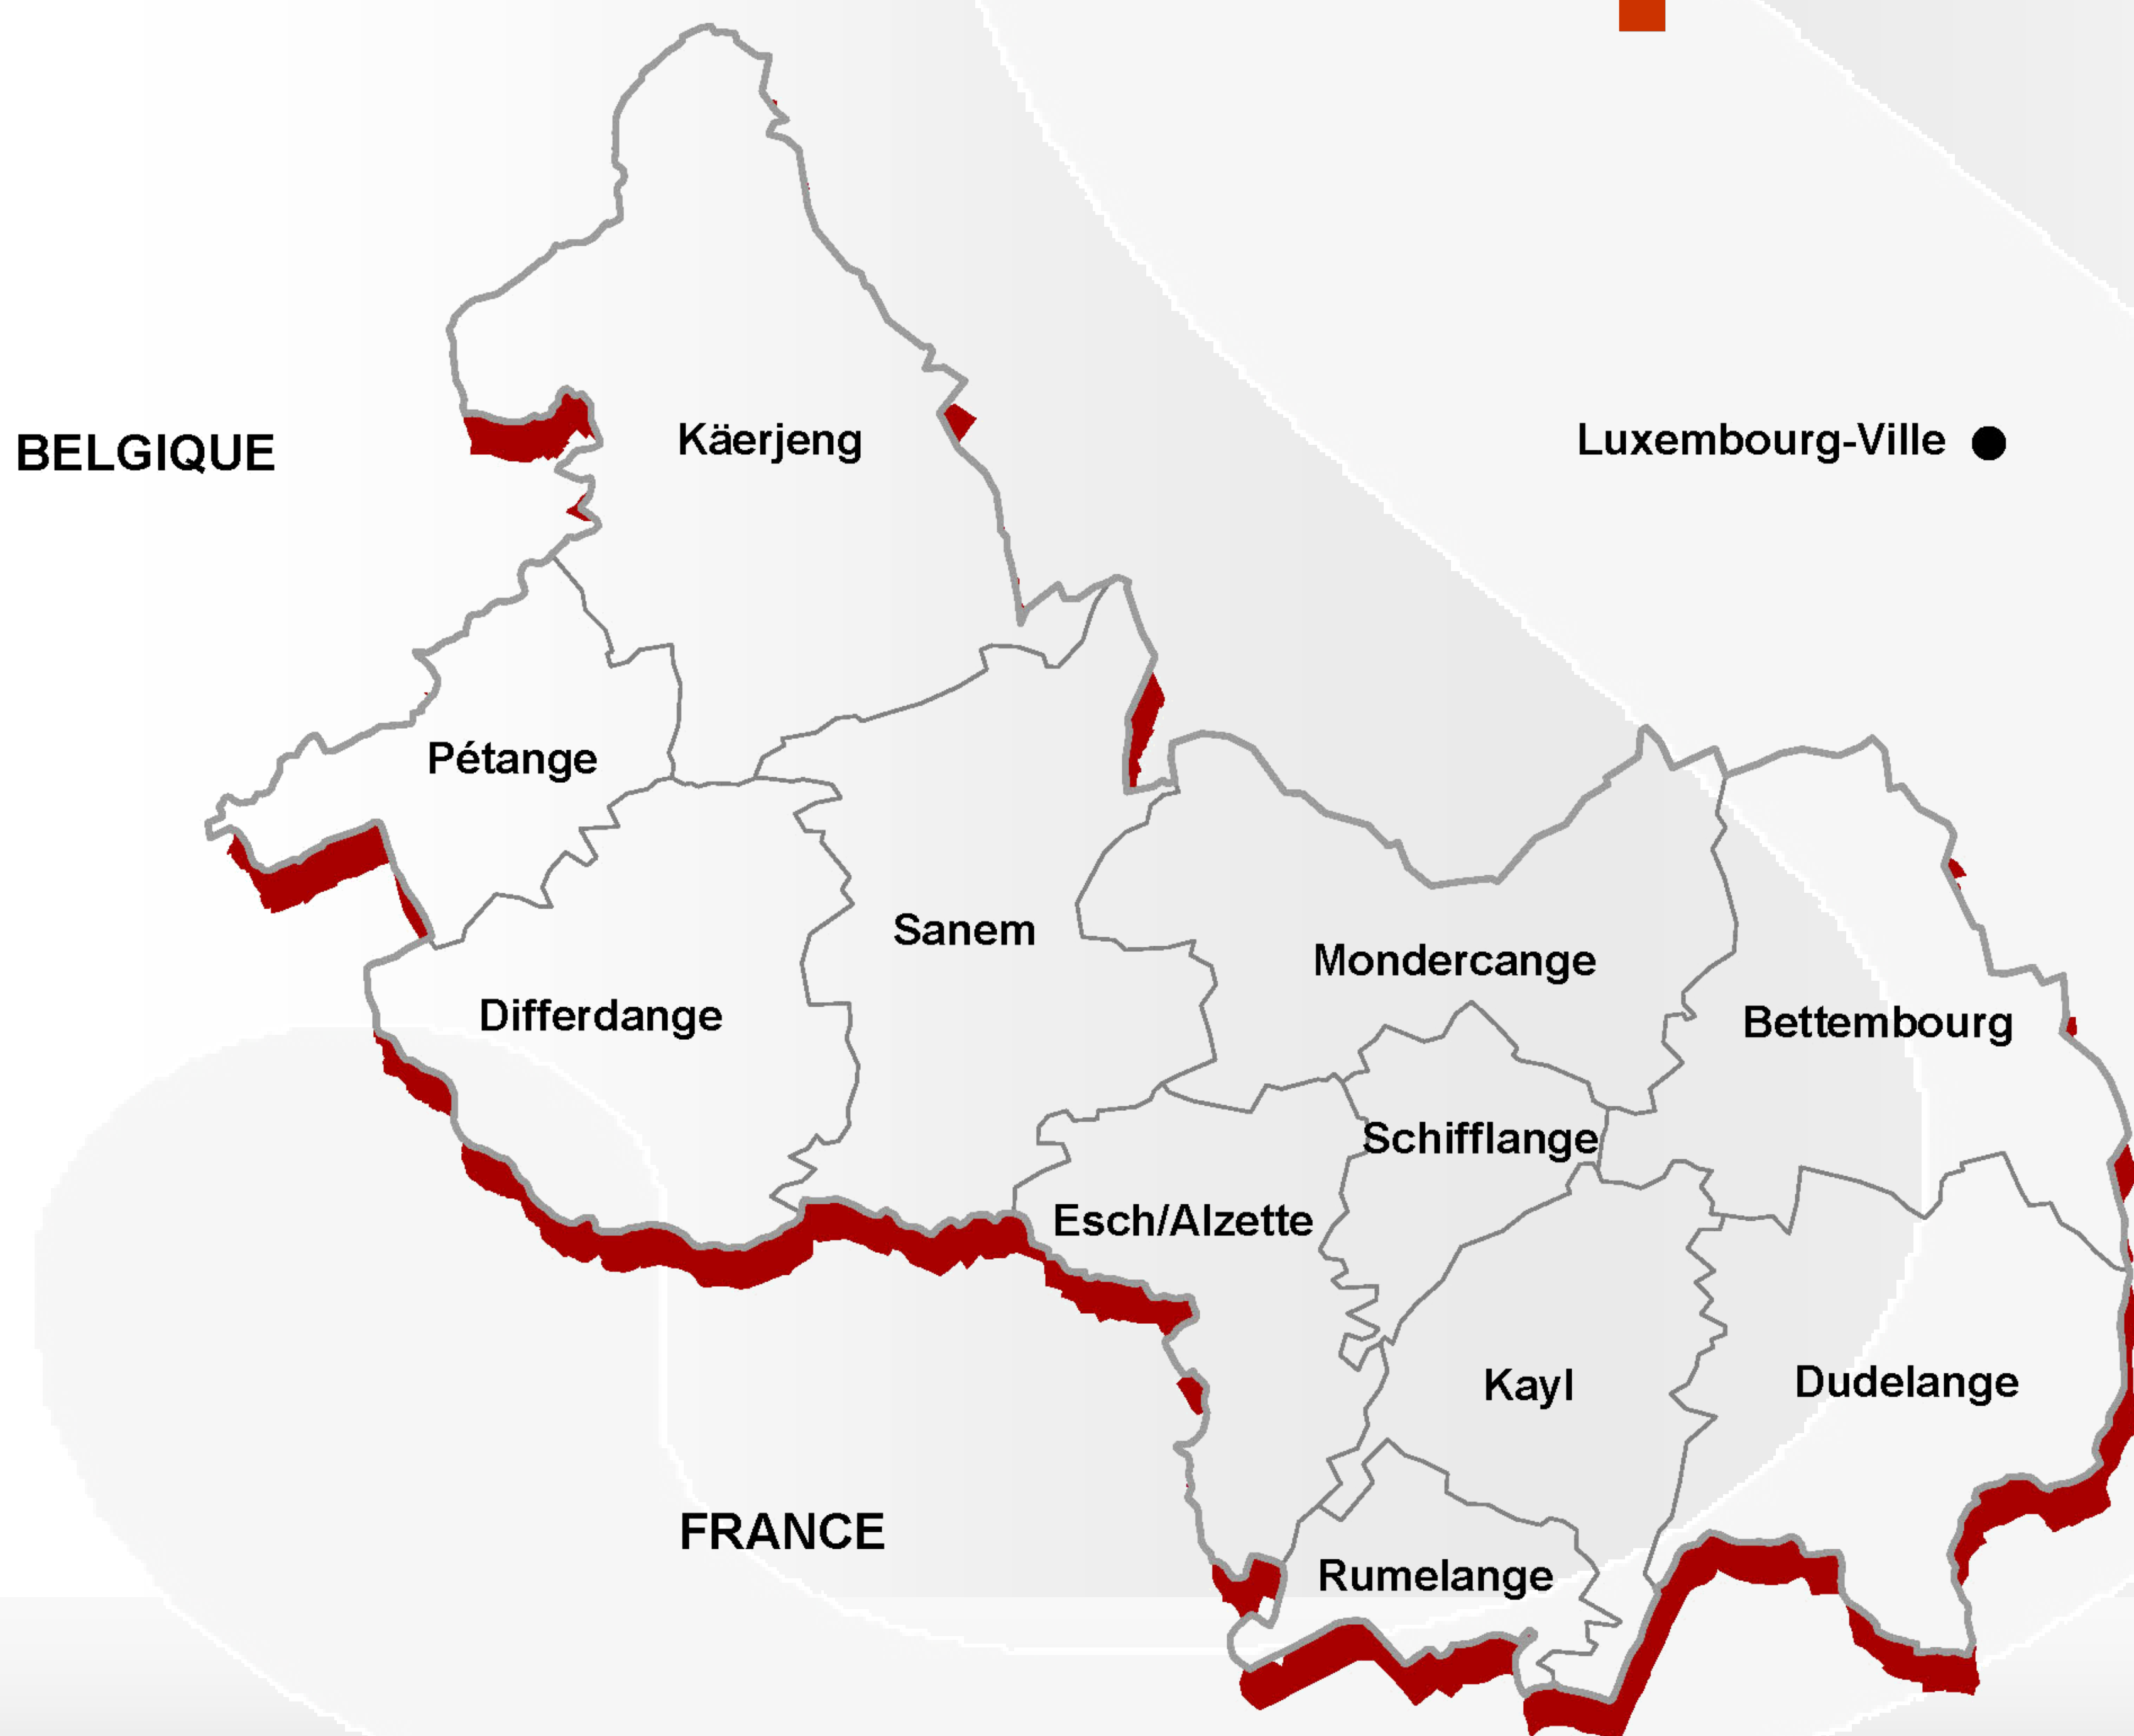 BELGIQUE
Käerjeng
Luxembourg-Ville
Pétange
Sanem
Mondercange
Differdange
Bettembourg
Schifflange
Esch/Alzette
Kayl
Dudelange
FRANCE
Rumelange